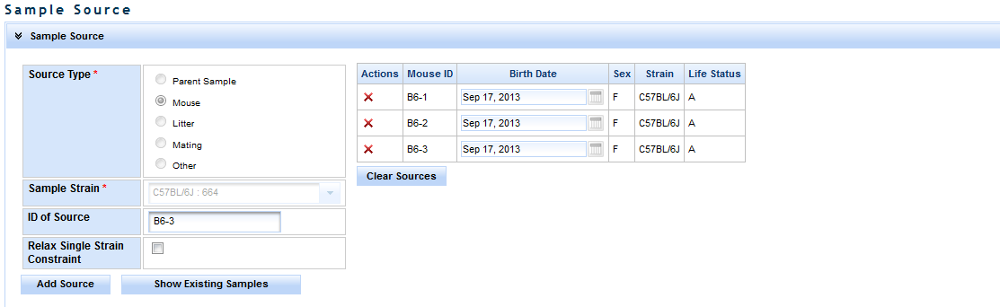 Sample Source
Sample Source
Source Type *
Parent Sample
Mouse
Litter
Mating
Other
Sample Strain *
C57BL/6J : 664
ID of Source
B6-3
Relax Single Strain
Constraint
Add Source Show Existing Samples
Actions Mouse ID Birth Date Sex Strain Life Status
B6-1 Sep 17, 2013 F C57BL/6J A
B6-2 Sep 17, 2013 F C57BL/6J A
B6-3 Sep 17, 2013 F C57BL/6J A
Clear Sources